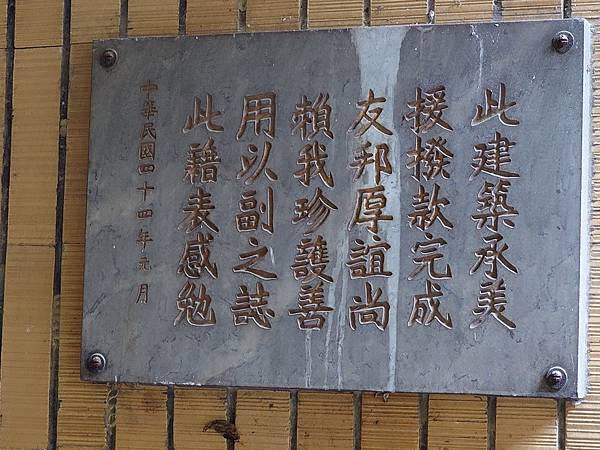 此建築承美
援撥款完成
友邦厚誼尚
賴我珍護善
用以副之誌
此藉表感勉
中華民國四十四年元月